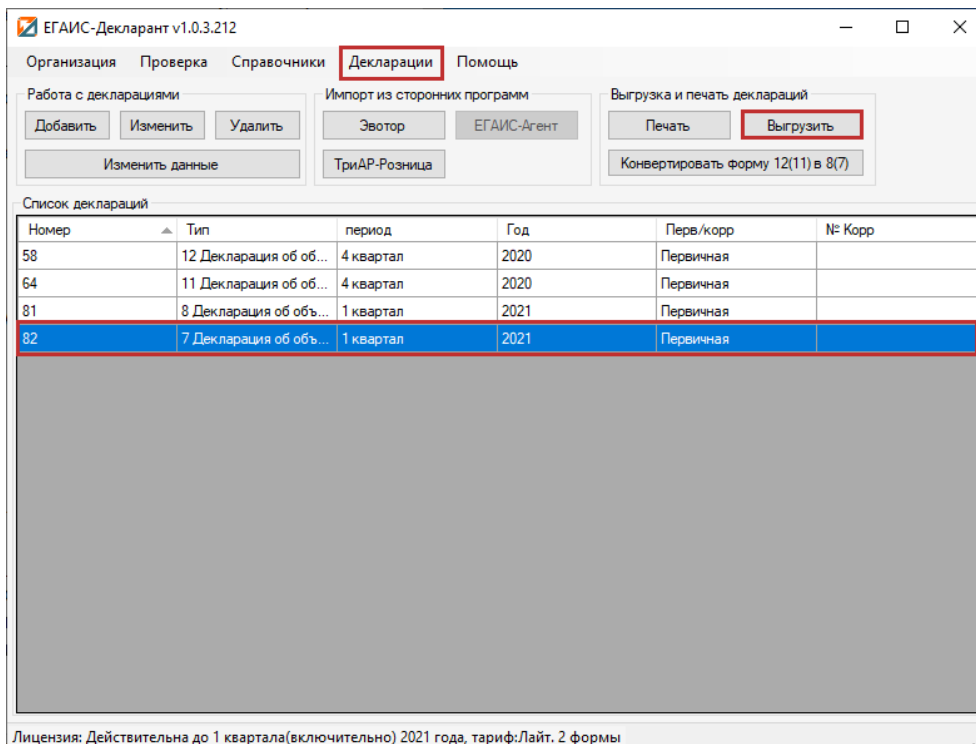 ЕГАИС-Декларант v1.0.3.212
Организация Проверка Справочники Декларации Помощь
Работа с декларациями Импорт из сторонних программ Выгрузка и печать деклараций
Добавить Изменить Удалить Эвотор ЕГАИС-Агент Печать Выгрузить
Изменить данные ТриАР-Розница Конвертировать форму 12(11) в 8(7)
Список деклараций
Номер Тип период Год Перв/корр № Корр
58 12 Декларация об об... 4 квартал 2020 Первичная
64 11 Декларация об об... 4 квартал 2020 Первичная
81 8 Декларация об объ... 1 квартал 2021 Первичная
82 7 Декларация об объ... 1 квартал 2021 Первичная
Лицензия: Действительна до 1 квартала(включительно) 2021 года, тариф:Лайт. 2 формы